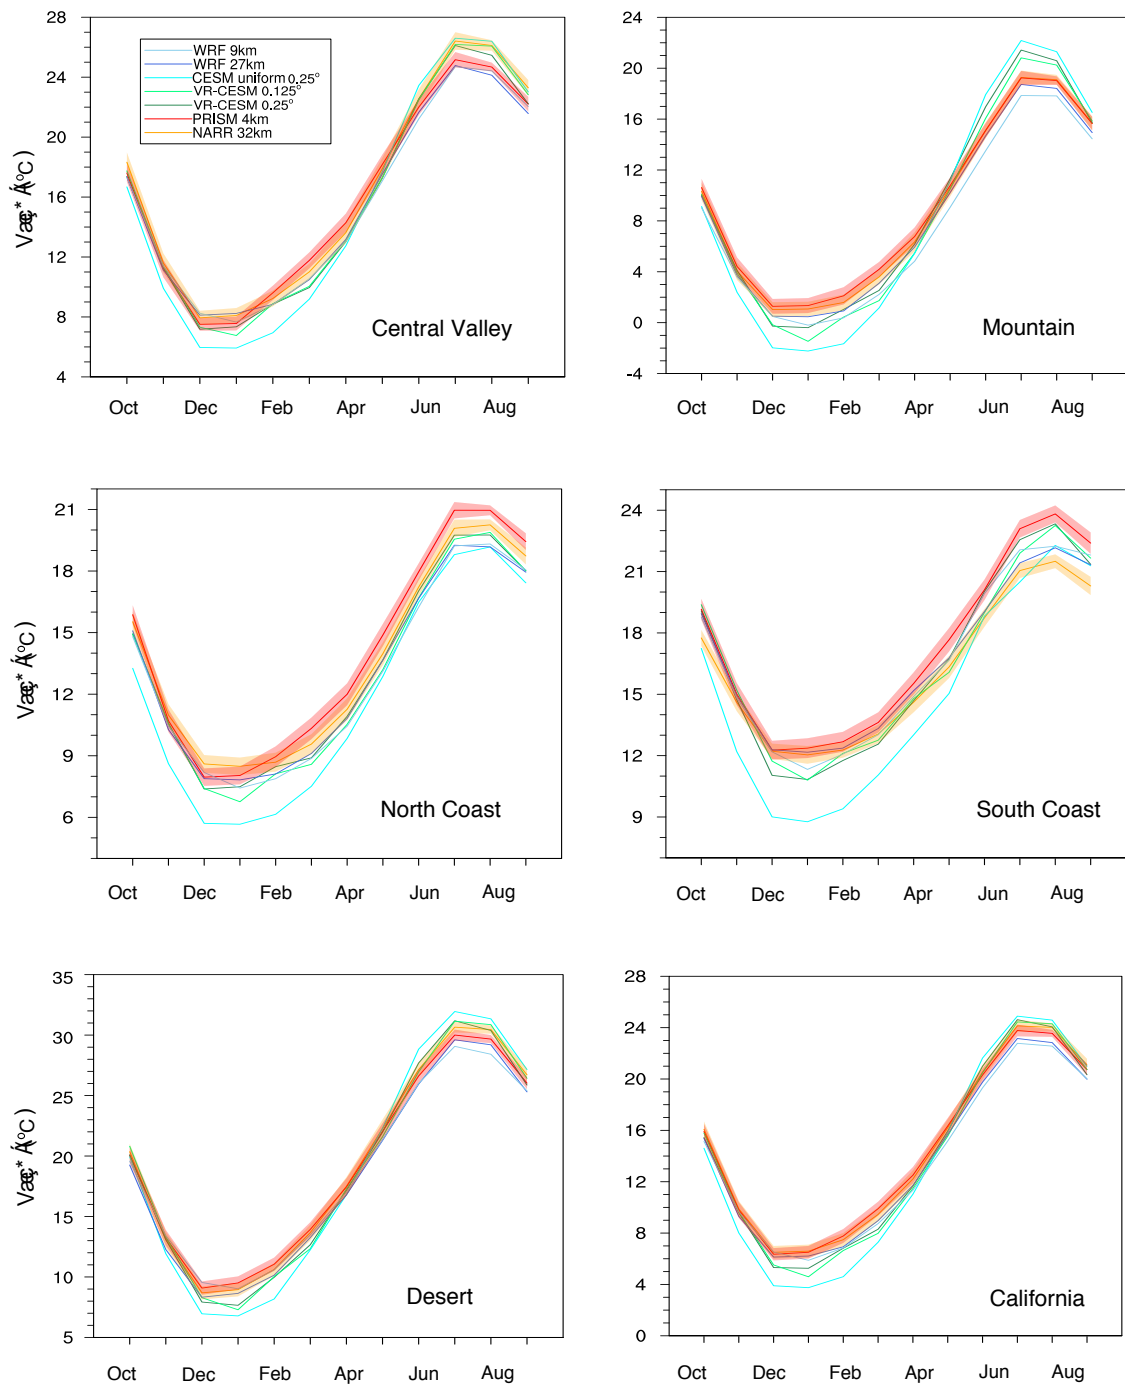 28
24
20
16
12
8
4
WRF 9km
WRF 27km
CESM uniform 0.25°
VR-CESM 0.125°
VR-CESM 0.25°
PRISM 4km
NARR 32km
Central Valley
Oct Dec Feb Apr Jun Aug
24
20
16
12
8
4
0
-4
Mountain
Oct Dec Feb Apr Jun Aug
21
18
15
12
9
6
North Coast
Oct Dec Feb Apr Jun Aug
24
21
18
15
12
9
South Coast
Oct Dec Feb Apr Jun Aug
35
30
25
20
15
10
5
Desert
Oct Dec Feb Apr Jun Aug
28
24
20
16
12
8
4
0
California
Oct Dec Feb Apr Jun Aug